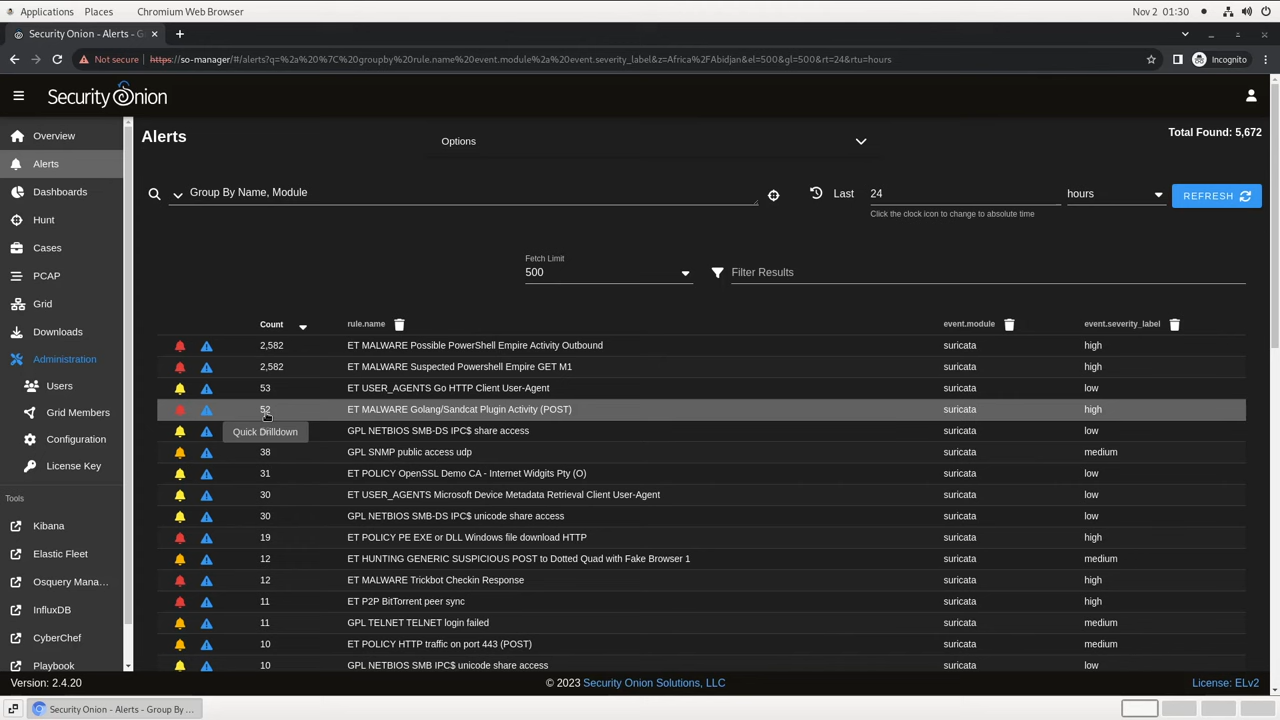 Applications Places Chromium Web Browser Nov 2 01:30
Security Onion - Alerts - G
Not secure https://so-manager/#/alerts?q=%2a%20%7C%20groupby%20rule.name%20event.module%2a%20event.severity_label&z=Africa%2FAbidjan&el=500&gl=500&rt=24&rtu=hours Incognito
Security Onion
Overview
Alerts
Dashboards
Hunt
Cases
PCAP
Grid
Downloads
Administration
Users
Grid Members
Configuration
License Key
Tools
Kibana
Elastic Fleet
Osquery Mana...
InfluxDB
CyberChef
Playbook
Alerts
Options
Total Found: 5,672
Group By Name, Module
Last 24 hours REFRESH
Click the clock icon to change to absolute time
Fetch Limit
500 Filter Results
Count rule.name event.module event.severity_label
2,582 ET MALWARE Possible PowerShell Empire Activity Outbound suricata high
2,582 ET MALWARE Suspected Powershell Empire GET M1 suricata high
53 ET USER_AGENTS Go HTTP Client User-Agent suricata low
52 ET MALWARE Golang/Sandcat Plugin Activity (POST) suricata high
Quick Drilldown GPL NETBIOS SMB-DS IPC$ share access suricata low
38 GPL SNMP public access udp suricata medium
31 ET POLICY OpenSSL Demo CA - Internet Widgits Pty (O) suricata low
30 ET USER_AGENTS Microsoft Device Metadata Retrieval Client User-Agent suricata low
30 GPL NETBIOS SMB-DS IPC$ unicode share access suricata low
19 ET POLICY PE EXE or DLL Windows file download HTTP suricata high
12 ET HUNTING GENERIC SUSPICIOUS POST to Dotted Quad with Fake Browser 1 suricata medium
12 ET MALWARE Trickbot Checkin Response suricata high
11 ET P2P BitTorrent peer sync suricata high
11 GPL TELNET TELNET login failed suricata medium
10 ET POLICY HTTP traffic on port 443 (POST) suricata medium
10 GPL NETBIOS SMB IPC$ unicode share access suricata low
Version: 2.4.20 © 2023 Security Onion Solutions, LLC License: ELv2
Security Onion - Alerts - Group By ...